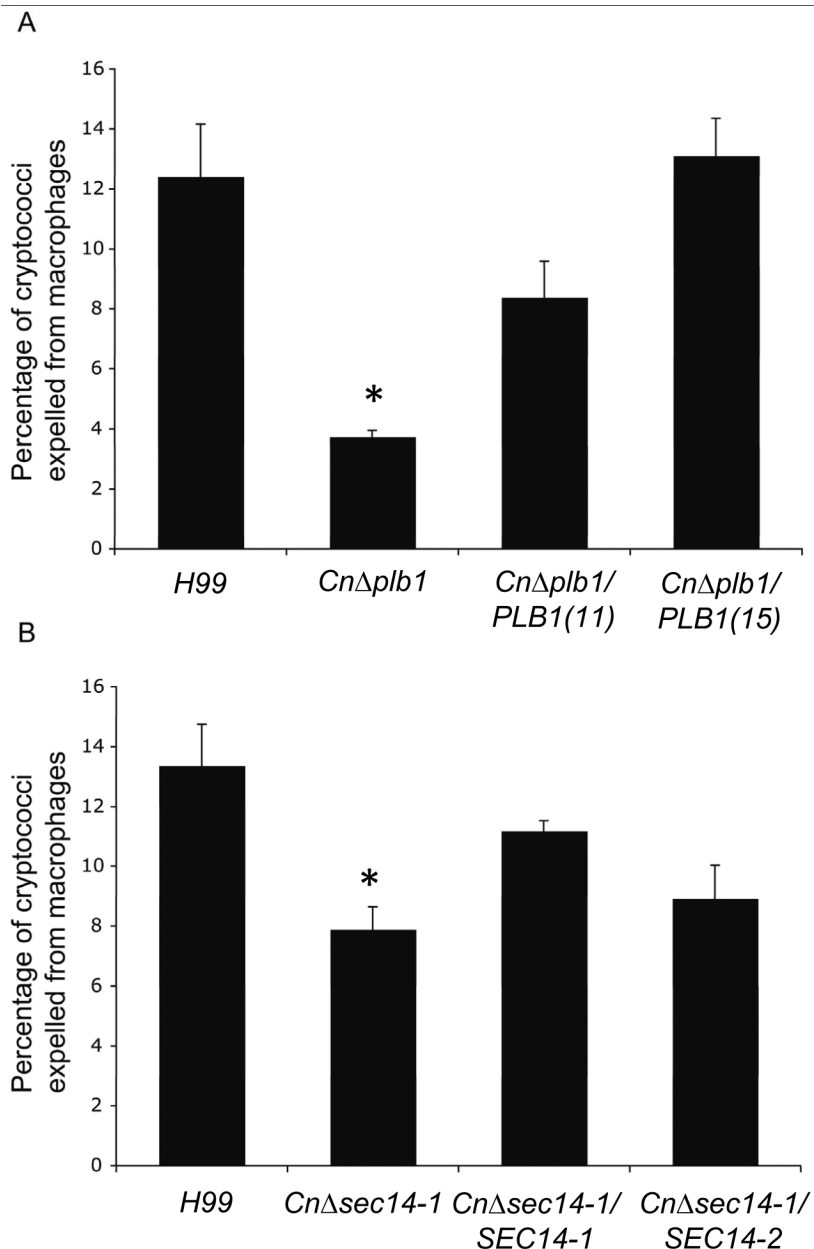 A
Percentage of cryptococci
expelled from macrophages
16
14
12
10
8
6
4
2
0
*
H99
CnΔplb1
CnΔplb1/
PLB1(11)
CnΔplb1/
PLB1(15)
B
Percentage of cryptococci
expelled from macrophages
16
14
12
10
8
6
4
2
0
*
H99
CnΔsec14-1
CnΔsec14-1/
SEC14-1
CnΔsec14-1/
SEC14-2